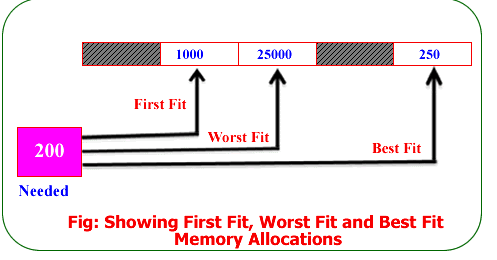 1000 25000 250
First Fit
Worst Fit
Best Fit
200
Needed
Fig: Showing First Fit, Worst Fit and Best Fit
Memory Allocations